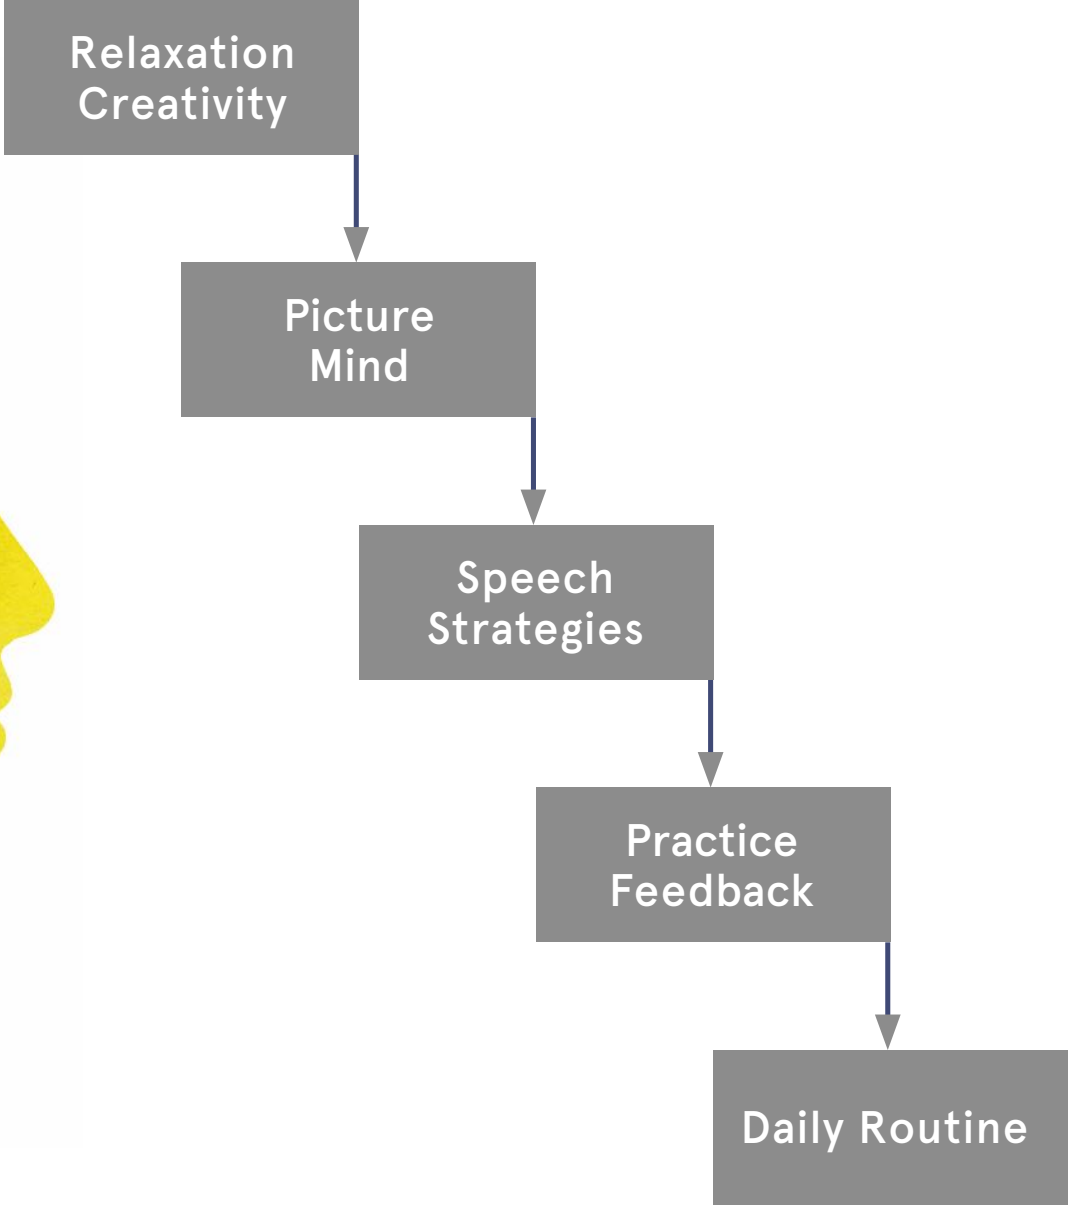 Relaxation
Creativity
Picture
Mind
Speech
Strategies
Practice
Feedback
Daily Routine